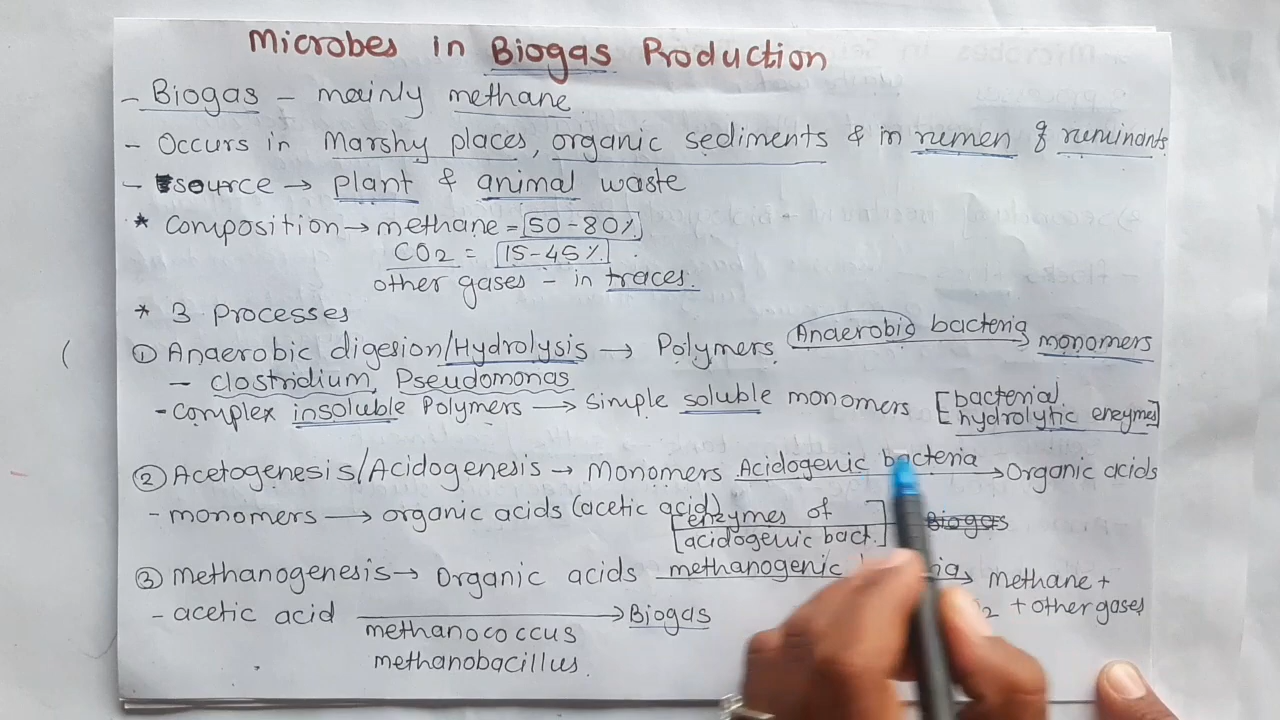 Microbes in Biogas Production
- Biogas - mainly methane
- Occurs in Marshy places, organic sediments & in rumen of ruminants
- source → plant & animal waste
* Composition → methane = 50-80%
CO2 = 15-45%
other gases - in traces.
* 3 Processes
① Anaerobic digesion/Hydrolysis → Polymers Anaerobic bacteria monomers
- clostridium, Pseudomonas
- complex insoluble Polymers → simple soluble monomers [bacterial hydrolytic enzymes]
② Acetogenesis/Acidogenesis → Monomers Acidogenic bacteria → Organic acids
- monomers → organic acids (acetic acid) [enzymes of acidogenic bact.] Biogas
③ methanogenesis → Organic acids methanogenic → methane +
- acetic acid → Biogas + other gases
methanococcus
methanobacillus.